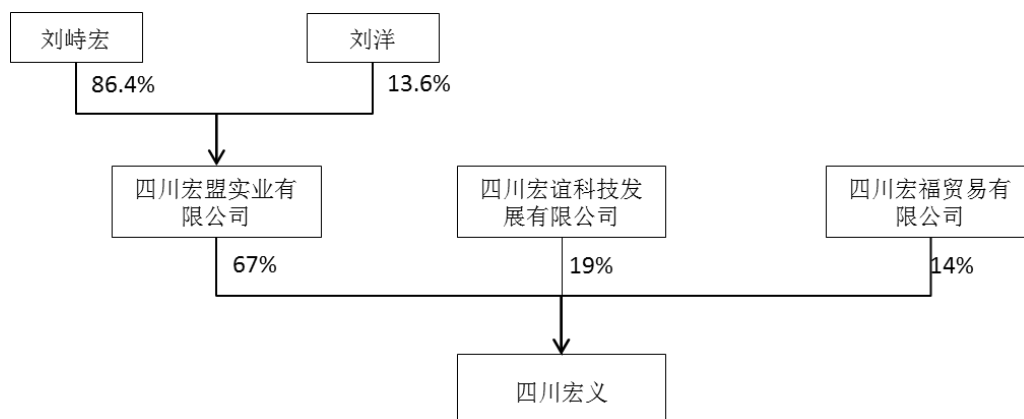 刘峙宏
刘洋
86.4%
13.6%
四川宏盟实业有
限公司
四川宏谊科技发
展有限公司
四川宏福贸易有
限公司
67%
19%
14%
四川宏义